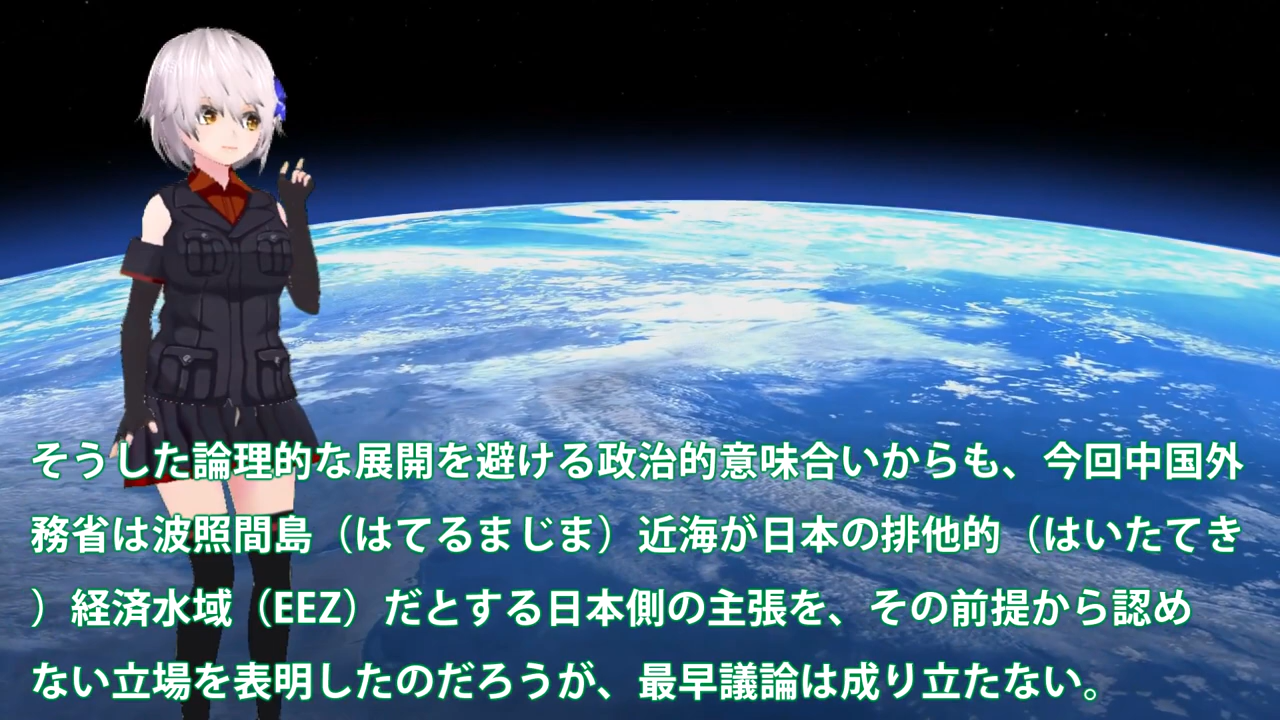 そうした論理的な展開を避ける政治的意味合いからも、今回中国外
務省は波照間島（はてるまじま）近海が日本の排他的（はいたてき
）経済水域（EEZ）だとする日本側の主張を、その前提から認め
ない立場を表明したのだろうが、最早議論は成り立たない。